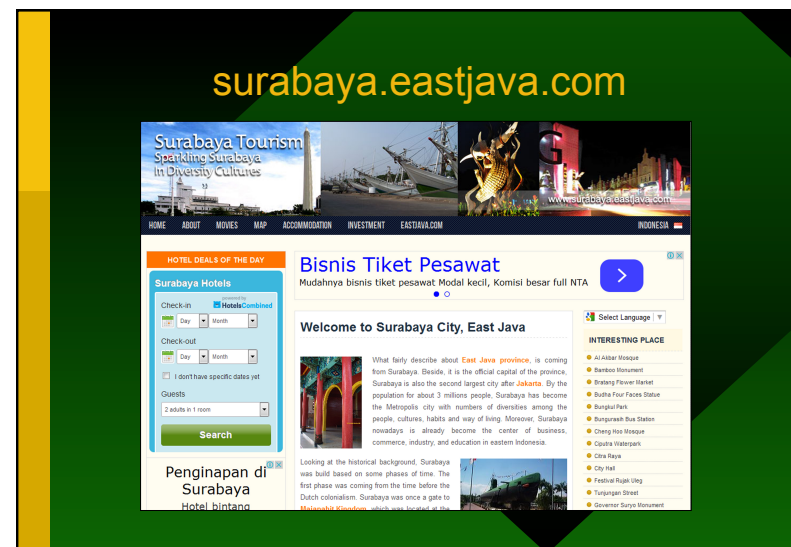 surabaya.eastjava.com
Surabaya Tourism
Sparkling Surabaya
In Diversity Cultures
www.surabaya.eastjava.com
HOME ABOUT MOVIES MAP ACCOMMODATION INVESTMENT EASTJAVA.COM INDONESIA
HOTEL DEALS OF THE DAY
Surabaya Hotels
powered by
HotelsCombined
Check-in
Day Month
Check-out
Day Month
I don't have specific dates yet
Guests
2 adults in 1 room
Search
Penginapan di
Surabaya
Hotel bintang
Bisnis Tiket Pesawat
Mudahnya bisnis tiket pesawat Modal kecil, Komisi besar full NTA
Welcome to Surabaya City, East Java
What fairly describe about East Java province, is coming
from Surabaya. Beside, it is the official capital of the province,
Surabaya is also the second largest city after Jakarta. By the
population for about 3 millions people, Surabaya has become
the Metropolis city with numbers of diversities among the
people, cultures, habits and way of living. Moreover, Surabaya
nowadays is already become the center of business,
commerce, industry, and education in eastern Indonesia.
Looking at the historical background, Surabaya
was build based on some phases of time. The
first phase was coming from the time before the
Dutch colonialism. Surabaya was once a gate to
Majapahit Kingdom, which was located at the
Select Language
INTERESTING PLACE
Al Akbar Mosque
Bamboo Monument
Bratang Flower Market
Budha Four Faces Statue
Bungkul Park
Bungurasih Bus Station
Cheng Hoo Mosque
Ciputra Waterpark
Citra Raya
City Hall
Festival Rujak Uleg
Tunjungan Street
Governor Suryo Monument